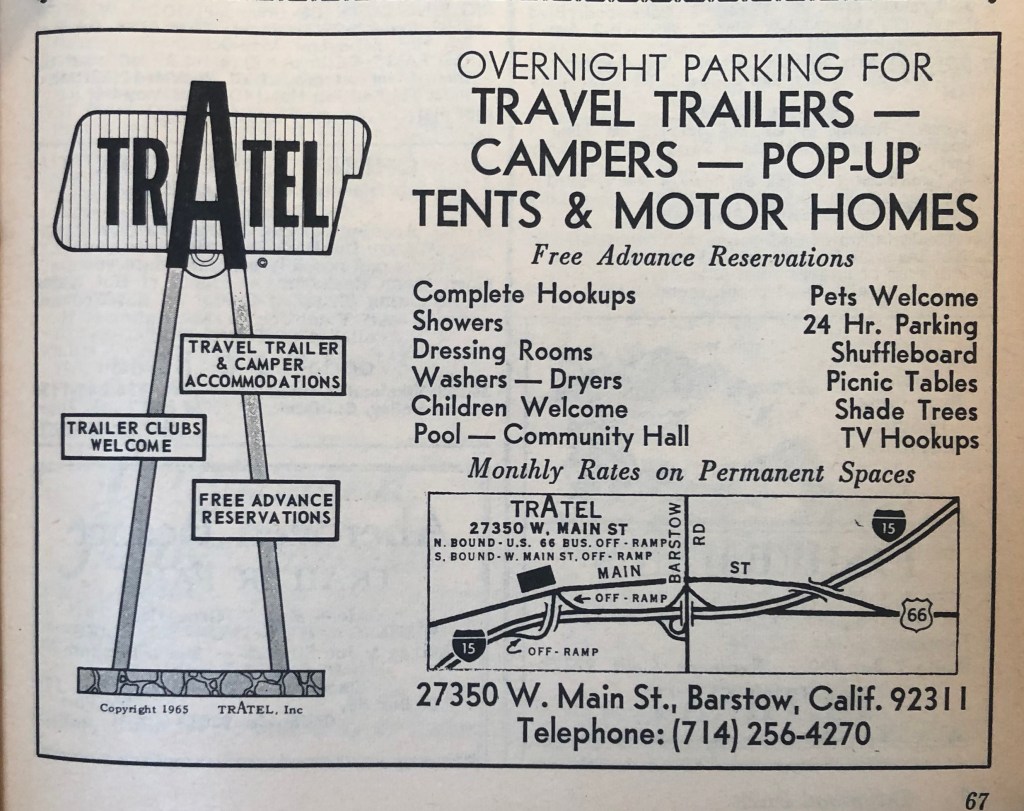 TRATEL
©
TRAVEL TRAILER
& CAMPER
ACCOMMODATIONS
TRAILER CLUBS
WELCOME
FREE ADVANCE
RESERVATIONS
Copyright 1965 TRATEL, Inc
OVERNIGHT PARKING FOR
TRAVEL TRAILERS —
CAMPERS — POP-UP
TENTS & MOTOR HOMES
Free Advance Reservations
Complete Hookups
Showers
Dressing Rooms
Washers — Dryers
Children Welcome
Pool — Community Hall
Pets Welcome
24 Hr. Parking
Shuffleboard
Picnic Tables
Shade Trees
TV Hookups
Monthly Rates on Permanent Spaces
TRATEL
27350 W. MAIN ST
N. BOUND - U.S. 66 BUS. OFF - RAMP
S. BOUND - W. MAIN ST. OFF - RAMP
BARSTOW
RD
15
MAIN
ST
OFF - RAMP
66
15
OFF - RAMP
27350 W. Main St., Barstow, Calif. 92311
Telephone: (714) 256-4270
67